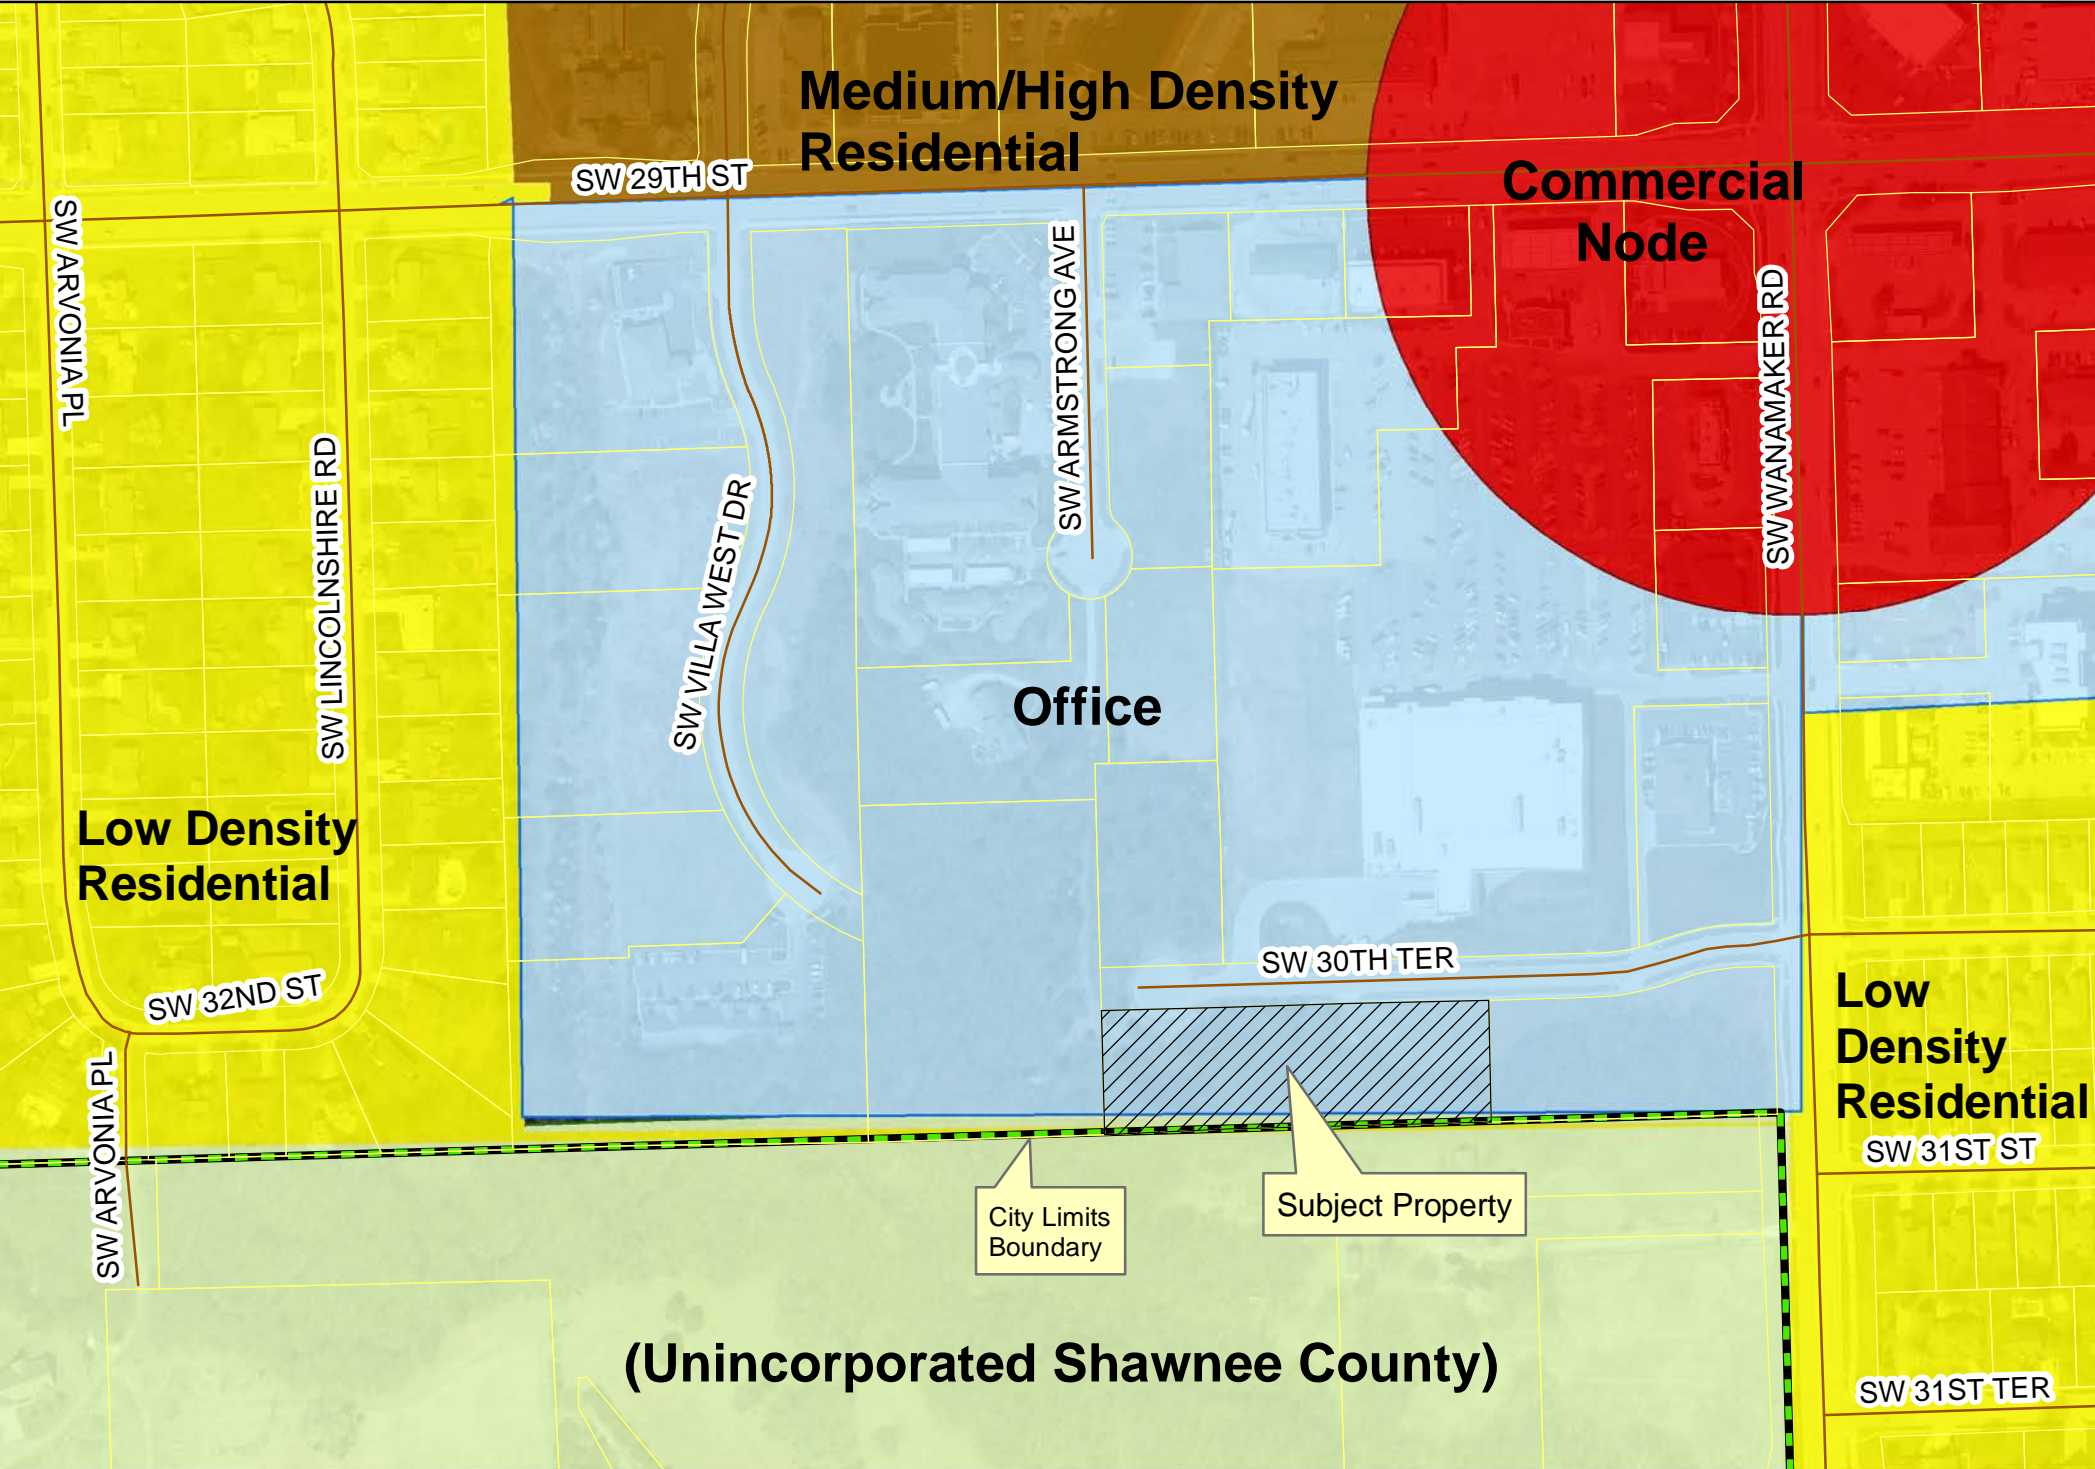 Medium/High Density
Residential
Commercial
Node
SW 29TH ST
SW ARVONIA PL
SW LINCOLNSHIRE RD
SW VILLA WEST DR
SW ARMSTRONG AVE
SW WANAMAKER RD
Office
Low Density
Residential
SW 32ND ST
SW 30TH TER
Low
Density
Residential
SW ARVONIA PL
SW 31ST ST
City Limits
Boundary
Subject Property
(Unincorporated Shawnee County)
SW 31ST TER